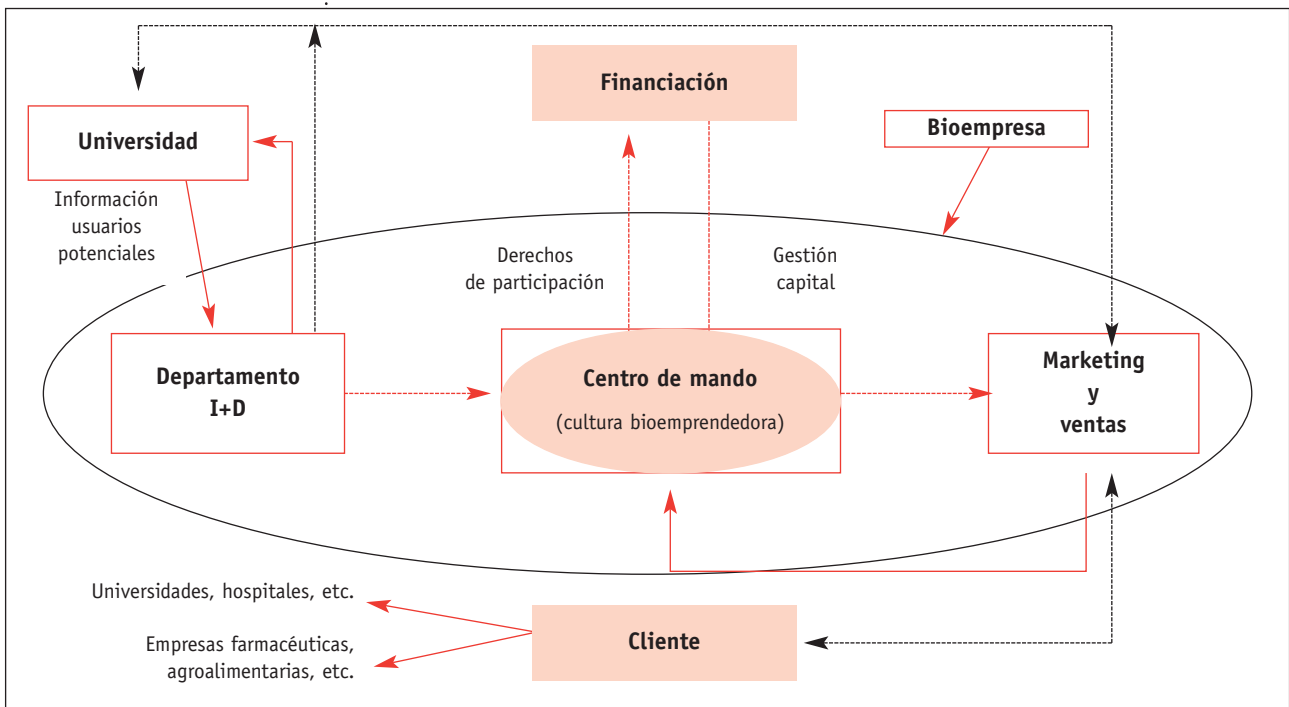 Financiación
Universidad
Bioempresa
Información
usuarios
potenciales
Derechos
de participación
Gestión
capital
Departamento
I+D
Centro de mando
(cultura bioemprendedora)
Marketing
y
ventas
Universidades, hospitales, etc.
Empresas farmacéuticas,
agroalimentarias, etc.
Cliente